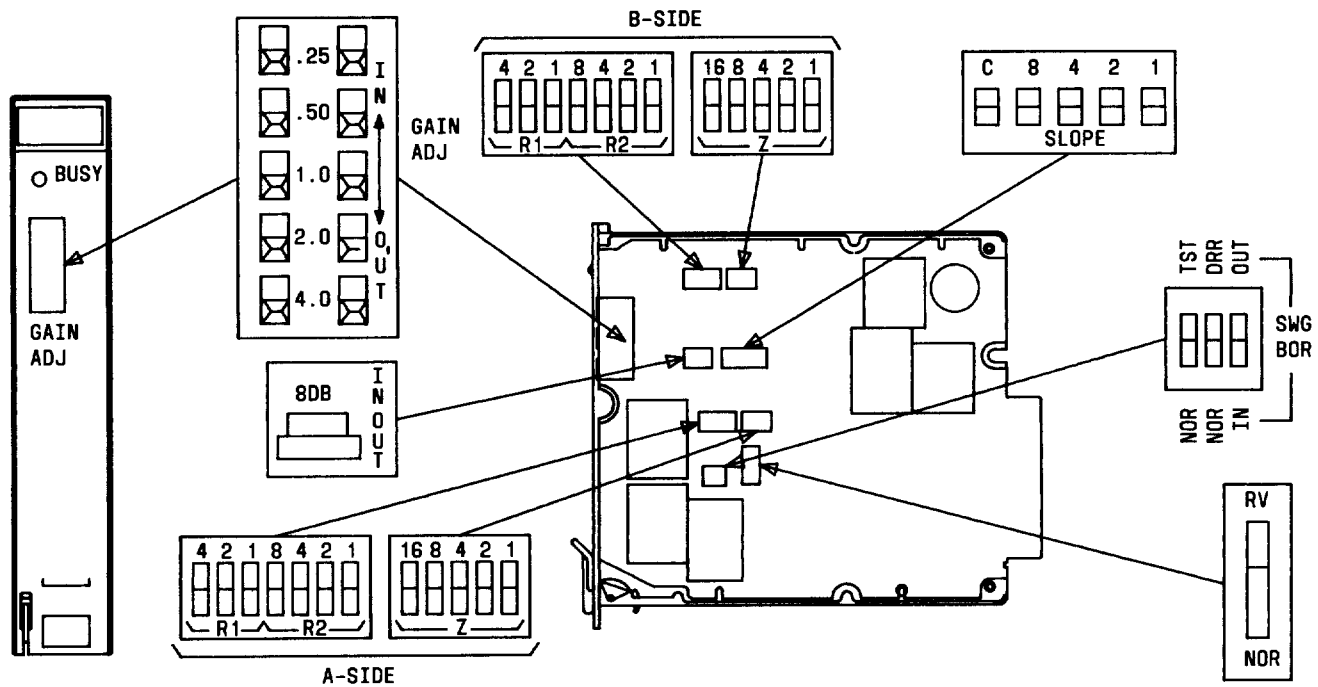 B-SIDE
4 2 1 8 4 2 1
R1 R2
16 8 4 2 1
Z
C 8 4 2 1
SLOPE
BUSY
GAIN
ADJ
.25
.50
1.0
2.0
4.0
IN
OUT
GAIN
ADJ
8DB
IN OUT
TST
DRR
OUT
SWG
BOR
NOR
NOR
IN
RV
NOR
4 2 1 8 4 2 1
R1 R2
16 8 4 2 1
Z
A-SIDE